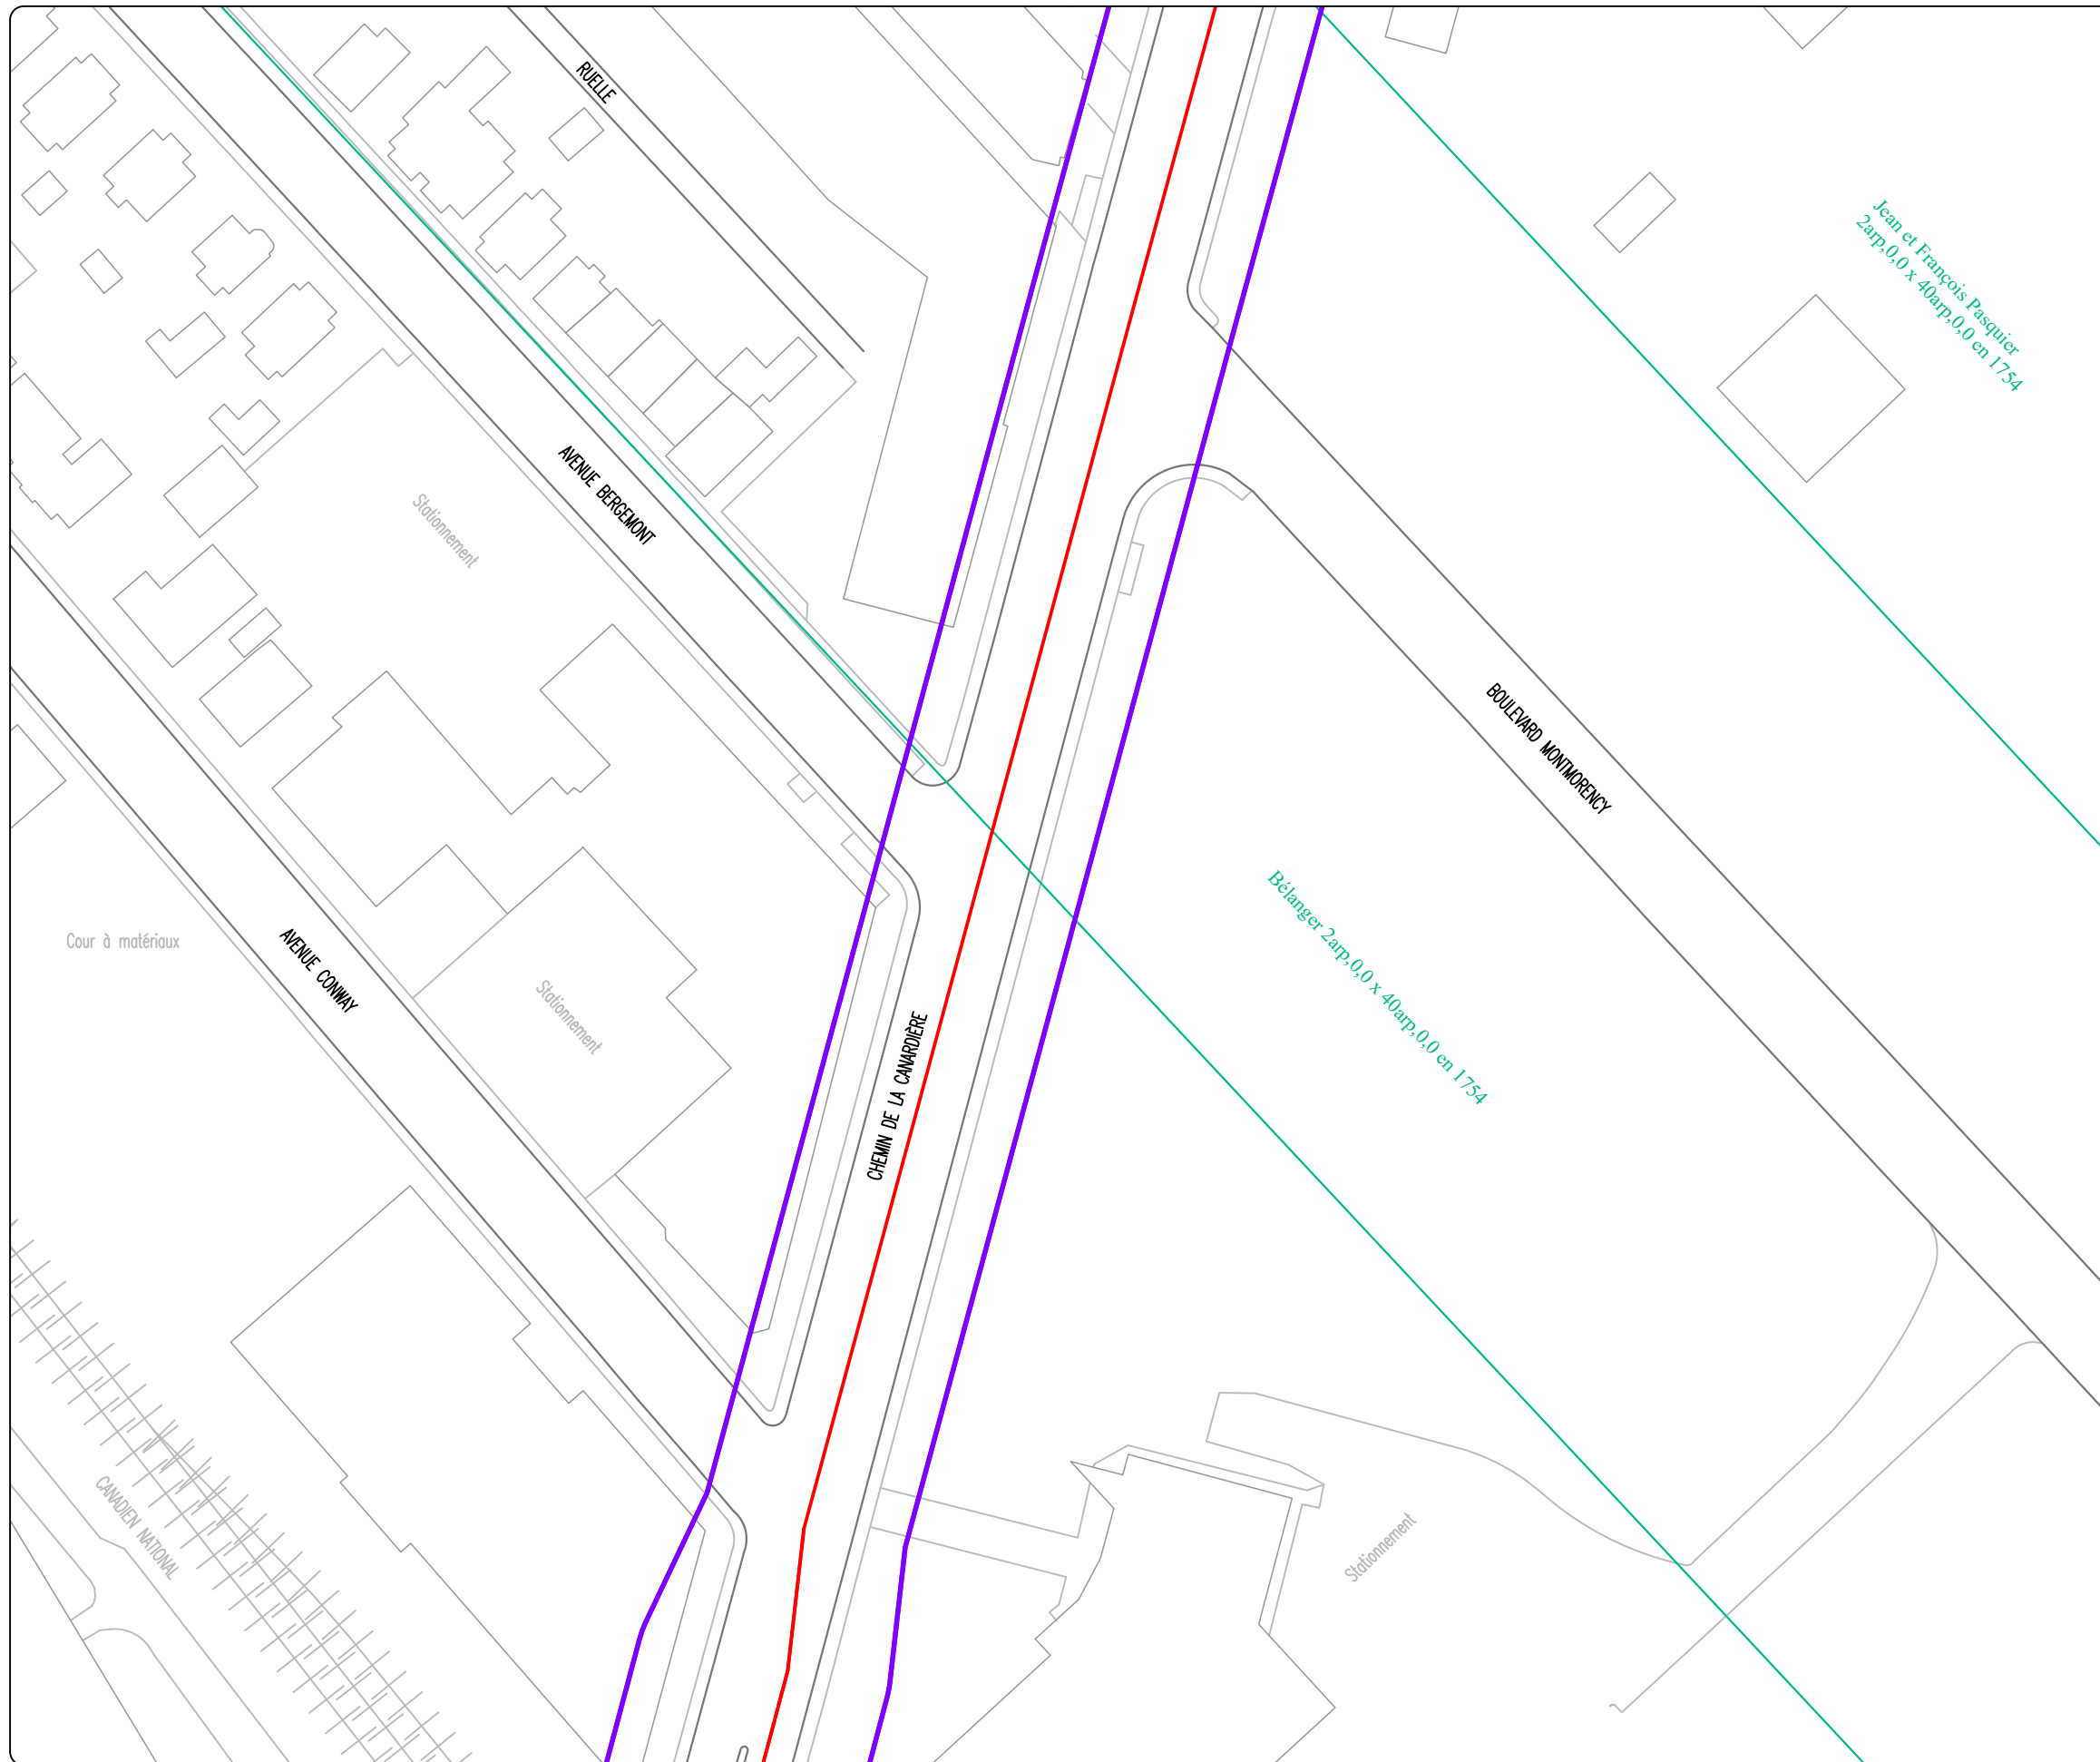 RUELLE
Jean et François Pasquier
2arp,0,0 x 40arp,0,0 en 1754
AVENUE BERGEMONT
Stationnement
BOULEVARD MONTMORENCY
Bélanger 2arp,0,0 x 40arp,0,0 en 1754
Cour à matériaux
AVENUE CONWAY
Stationnement
CHEMIN DE LA CANARDIÈRE
CANADIEN NATIONAL
Stationnement